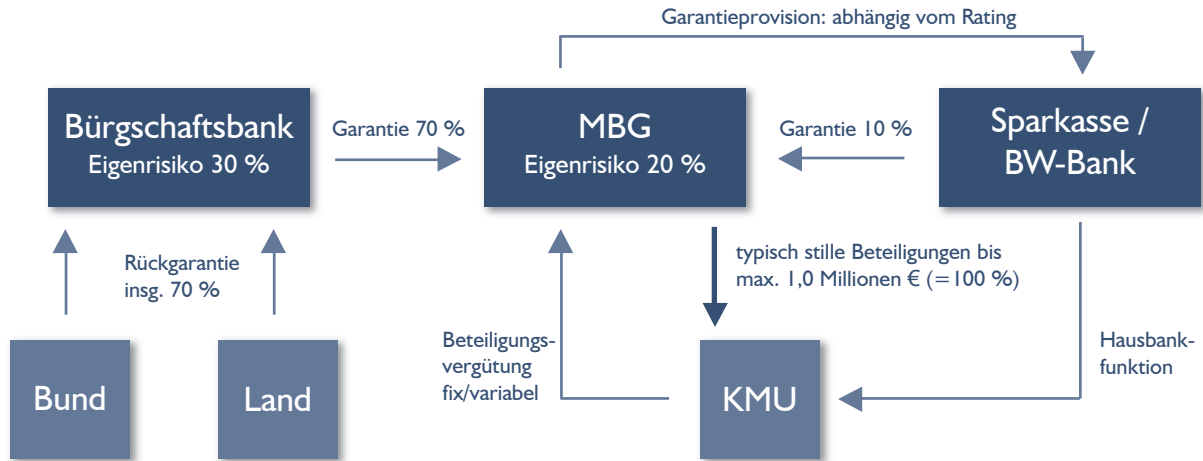 Garantieprovision: abhängig vom Rating
Bürgschaftsbank
Eigenrisiko 30 %
Garantie 70 %
MBG
Eigenrisiko 20 %
Garantie 10 %
Sparkasse /
BW-Bank
Rückgarantie
insg. 70 %
typisch stille Beteiligungen bis
max. 1,0 Millionen € (=100 %)
Beteiligungs-
vergütung
fix/variabel
Hausbank-
funktion
Bund
Land
KMU